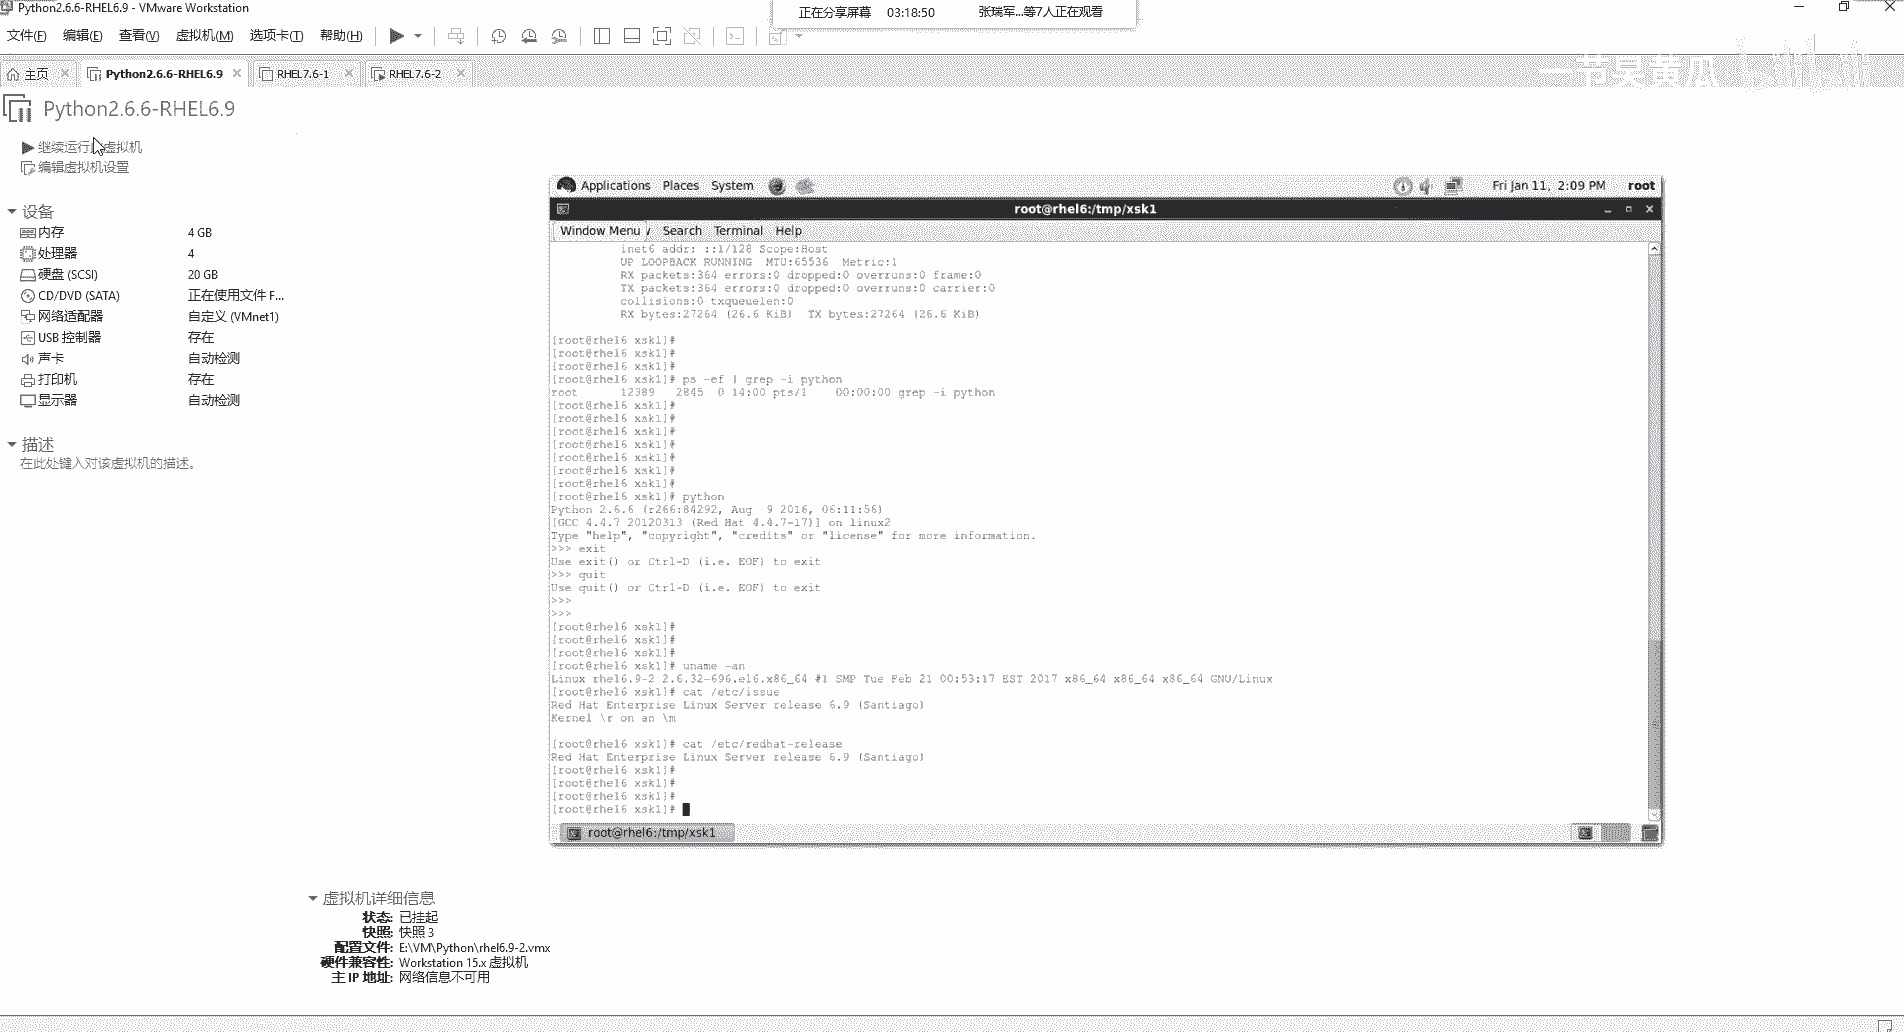 Python2.6.6-RHEL6.9 - VMware Workstation
正在分享屏幕 03:18:50 张瑞军...等7人正在观看
文件(F) 编辑(E) 查看(V) 虚拟机(M) 选项卡(T) 帮助(H)
主页 Python2.6.6-RHEL6.9 RHEL7.6-1 RHEL7.6-2
Python2.6.6-RHEL6.9
编辑虚拟机设置
设备
内存 4 GB
处理器 4
硬盘 (SCSI) 20 GB
CD/DVD (SATA) 正在使用文件 F...
网络适配器 自定义 (VMnet1)
USB 控制器 存在
声卡 自动检测
打印机 存在
显示器 自动检测
描述
在此处键入对该虚拟机的描述。
Applications Places System Fri Jan 11, 2:09 PM root
root@rhel6:/tmp/xsk1
Window Menu Search Terminal Help
inet6 addr: ::1/128 Scope:Host
UP LOOPBACK RUNNING MTU:65536 Metric:1
RX packets:364 errors:0 dropped:0 overruns:0 frame:0
TX packets:364 errors:0 dropped:0 overruns:0 carrier:0
collisions:0 txqueuelen:0
RX bytes:27264 (26.6 KiB) TX bytes:27264 (26.6 KiB)
[root@rhel6 xsk1]#
[root@rhel6 xsk1]#
[root@rhel6 xsk1]#
[root@rhel6 xsk1]# ps -ef | grep -i python
root 12389 2845 0 14:00 pts/1 00:00:00 grep -i python
[root@rhel6 xsk1]#
[root@rhel6 xsk1]#
[root@rhel6 xsk1]#
[root@rhel6 xsk1]#
[root@rhel6 xsk1]#
[root@rhel6 xsk1]#
[root@rhel6 xsk1]#
[root@rhel6 xsk1]# python
Python 2.6.6 (r266:84292, Aug 9 2016, 06:11:56)
[GCC 4.4.7 20120313 (Red Hat 4.4.7-17)] on linux2
Type "help", "copyright", "credits" or "license" for more information.
>>> exit
Use exit() or Ctrl-D (i.e. EOF) to exit
>>> quit
Use quit() or Ctrl-D (i.e. EOF) to exit
>>>
>>>
[root@rhel6 xsk1]#
[root@rhel6 xsk1]#
[root@rhel6 xsk1]#
[root@rhel6 xsk1]# uname -an
Linux rhel6.9-2 2.6.32-696.el6.x86_64 #1 SMP Tue Feb 21 00:53:17 EST 2017 x86_64 x86_64 x86_64 GNU/Linux
[root@rhel6 xsk1]# cat /etc/issue
Red Hat Enterprise Linux Server release 6.9 (Santiago)
Kernel \r on an \m
[root@rhel6 xsk1]# cat /etc/redhat-release
Red Hat Enterprise Linux Server release 6.9 (Santiago)
[root@rhel6 xsk1]#
[root@rhel6 xsk1]#
[root@rhel6 xsk1]#
[root@rhel6 xsk1]#
root@rhel6:/tmp/xsk1
虚拟机详细信息
状态: 已挂起
快照: 快照 3
配置文件: E:\VM\Python\rhel6.9-2.vmx
硬件兼容性: Workstation 15.x 虚拟机
主 IP 地址: 网络信息不可用